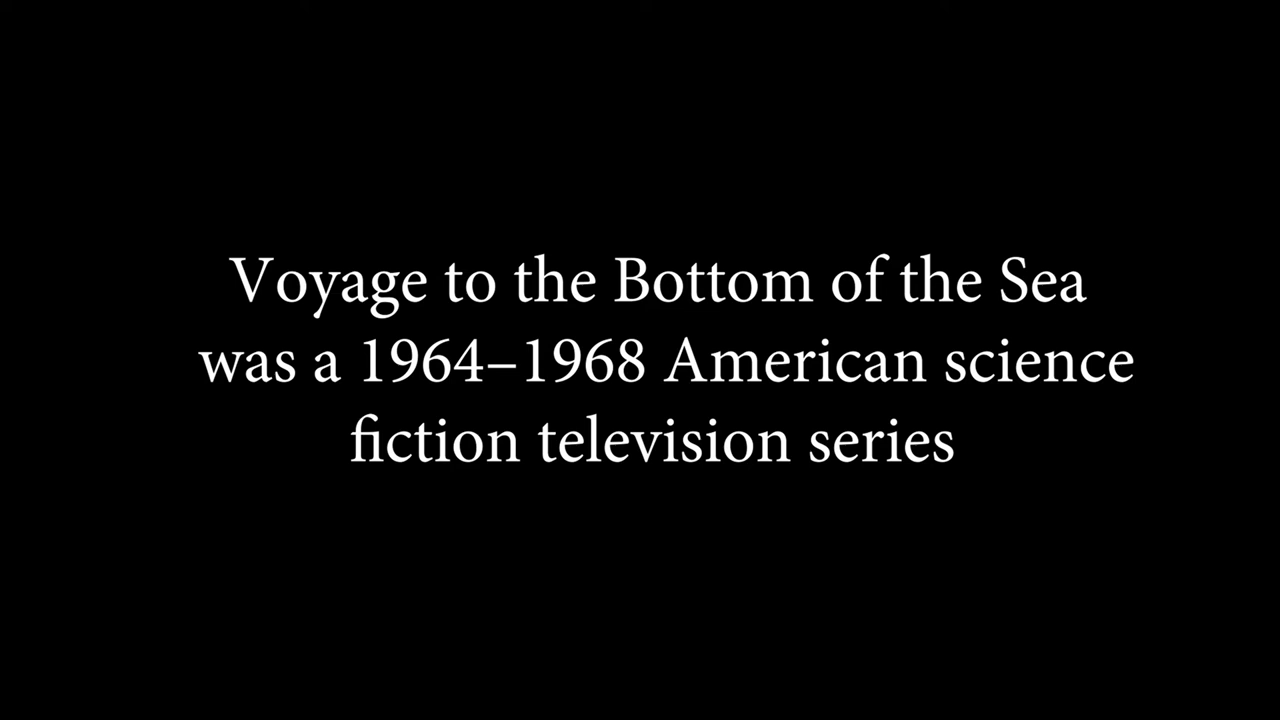 Voyage to the Bottom of the Sea
was a 1964–1968 American science
fiction television series